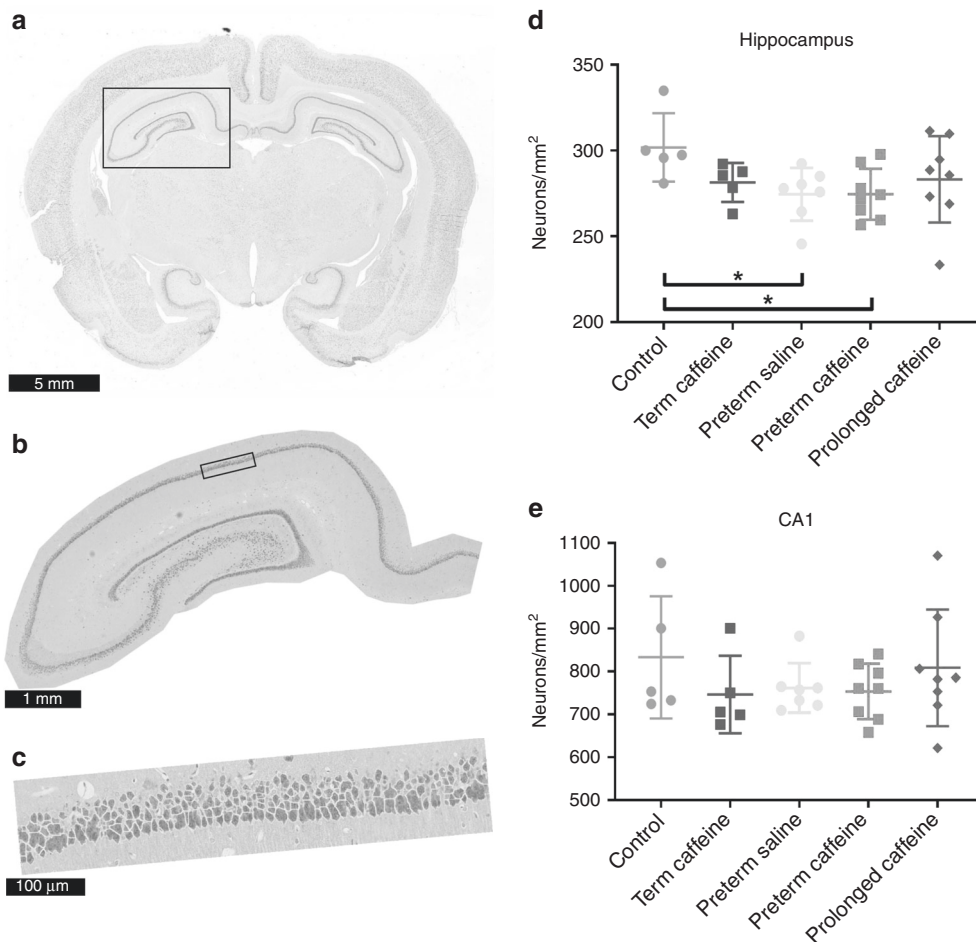 a
5 mm
b
1 mm
c
100 µm
d
Hippocampus
Neurons/mm²
350
300
250
200
*
*
Control
Term caffeine
Preterm saline
Preterm caffeine
Prolonged caffeine
e
CA1
Neurons/mm²
1100
1000
900
800
700
600
500
Control
Term caffeine
Preterm saline
Preterm caffeine
Prolonged caffeine